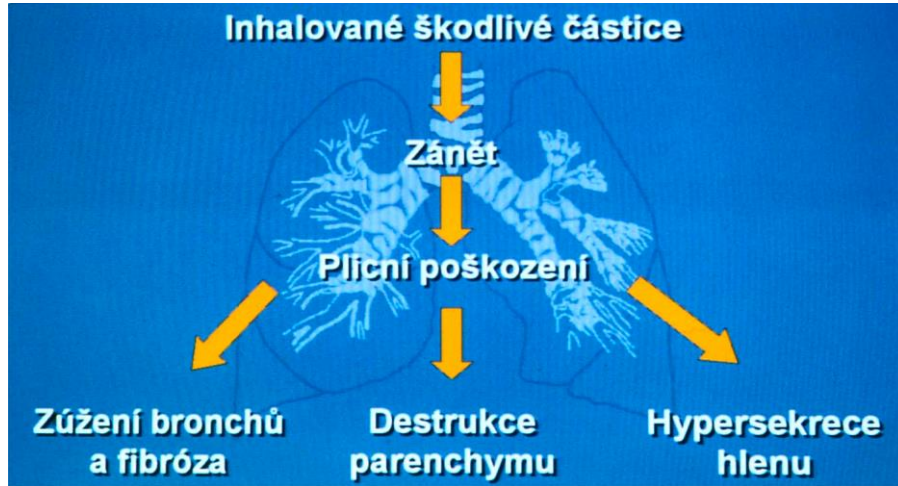 Inhalované škodlivé částice
Zánět
Plicní poškození
Zúžení bronchů
a fibróza
Destrukce
parenchymu
Hypersekrece
hlenu